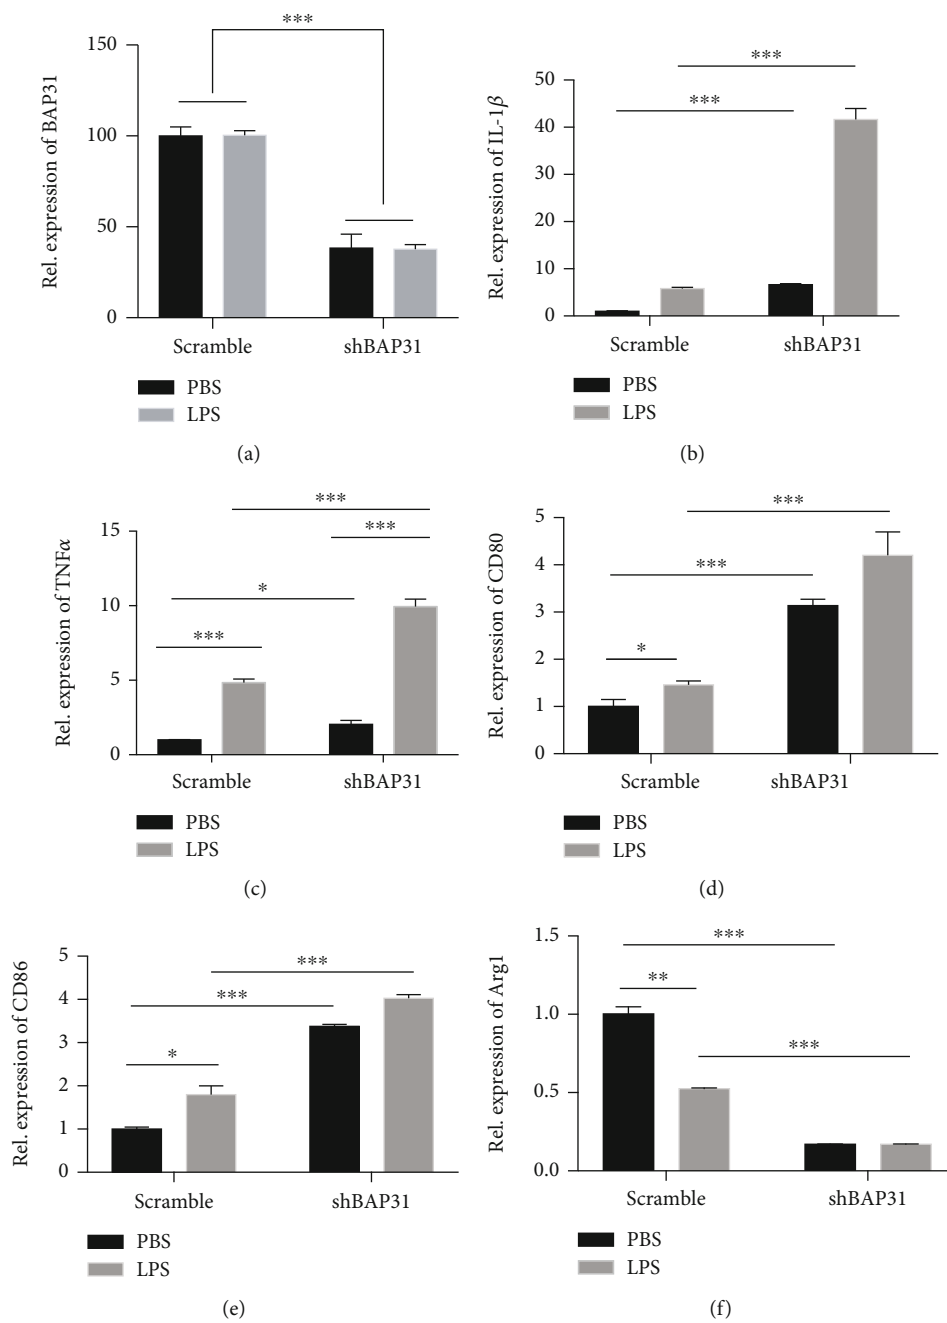 Rel. expression of BAP31
150
100
50
0
***
Scramble
shBAP31
PBS
LPS
(a)
Rel. expression of IL-1β
50
40
30
20
10
0
***
***
Scramble
shBAP31
PBS
LPS
(b)
Rel. expression of TNFα
15
10
5
0
***
***
*
***
Scramble
shBAP31
PBS
LPS
(c)
Rel. expression of CD80
5
4
3
2
1
0
***
***
*
Scramble
shBAP31
PBS
LPS
(d)
Rel. expression of CD86
5
4
3
2
1
0
***
***
*
Scramble
shBAP31
PBS
LPS
(e)
Rel. expression of Arg1
1.5
1.0
0.5
0.0
***
**
***
Scramble
shBAP31
PBS
LPS
(f)